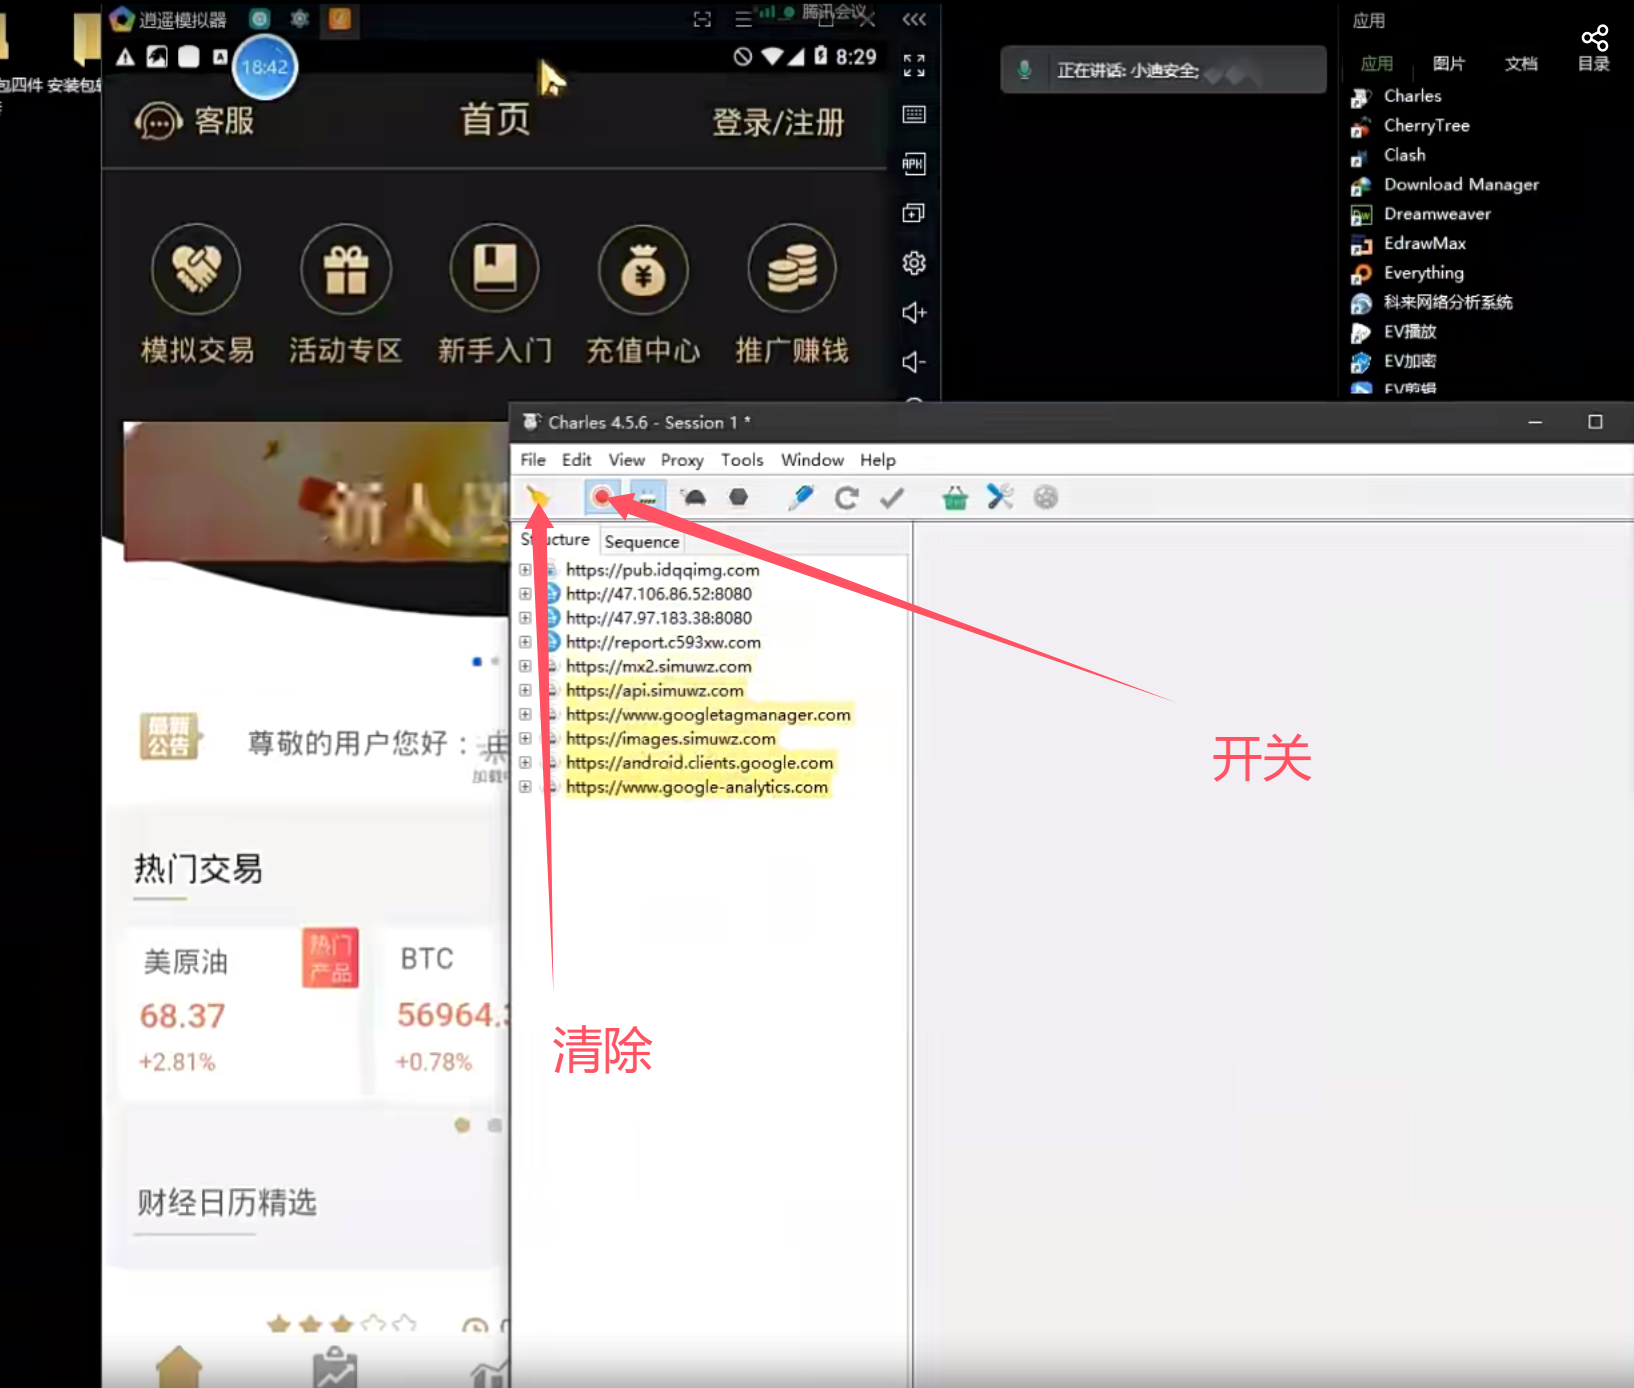 逍遥模拟器
腾讯会议
18:42
8:29
包四件
安装包蚓
客服
首页
登录/注册
APK
模拟交易
活动专区
新手入门
充值中心
推广赚钱
新人
最新
公告
尊敬的用户您好：
热门交易
美原油
热门
产品
68.37
+2.81%
BTC
56964.
+0.78%
财经日历精选
正在讲话: 小迪安全;
应用
应用
图片
文档
目录
Charles
CherryTree
Clash
Download Manager
Dreamweaver
EdrawMax
Everything
科来网络分析系统
EV播放
EV加密
EV剪辑
Charles 4.5.6 - Session 1 *
File Edit View Proxy Tools Window Help
Structure
Sequence
https://pub.idqqimg.com
http://47.106.86.52:8080
http://47.97.183.38:8080
http://report.c593xw.com
https://mx2.simuwz.com
https://api.simuwz.com
https://www.googletagmanager.com
https://images.simuwz.com
https://android.clients.google.com
https://www.google-analytics.com
开关
清除